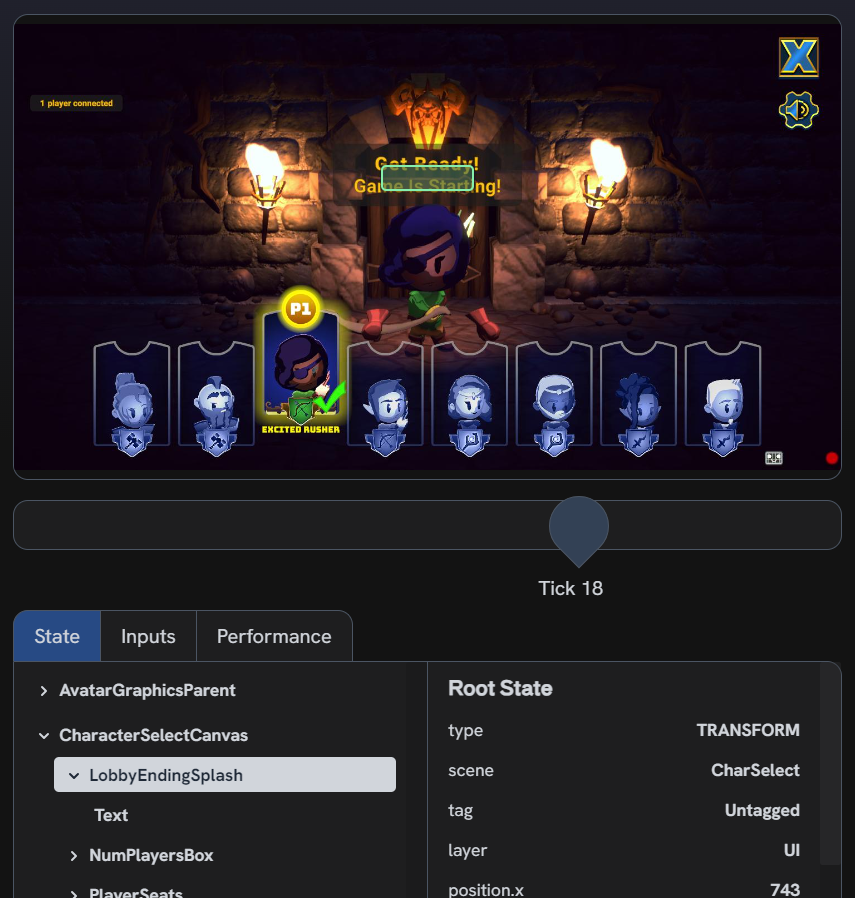 X
1 player connected
Get Ready!
Game Is Starting!
P1
EXCITED RUSHER
Tick 18
State
Inputs
Performance
AvatarGraphicsParent
CharacterSelectCanvas
LobbyEndingSplash
Text
NumPlayersBox
PlayerSeats
Root State
type TRANSFORM
scene CharSelect
tag Untagged
layer UI
position.x 743